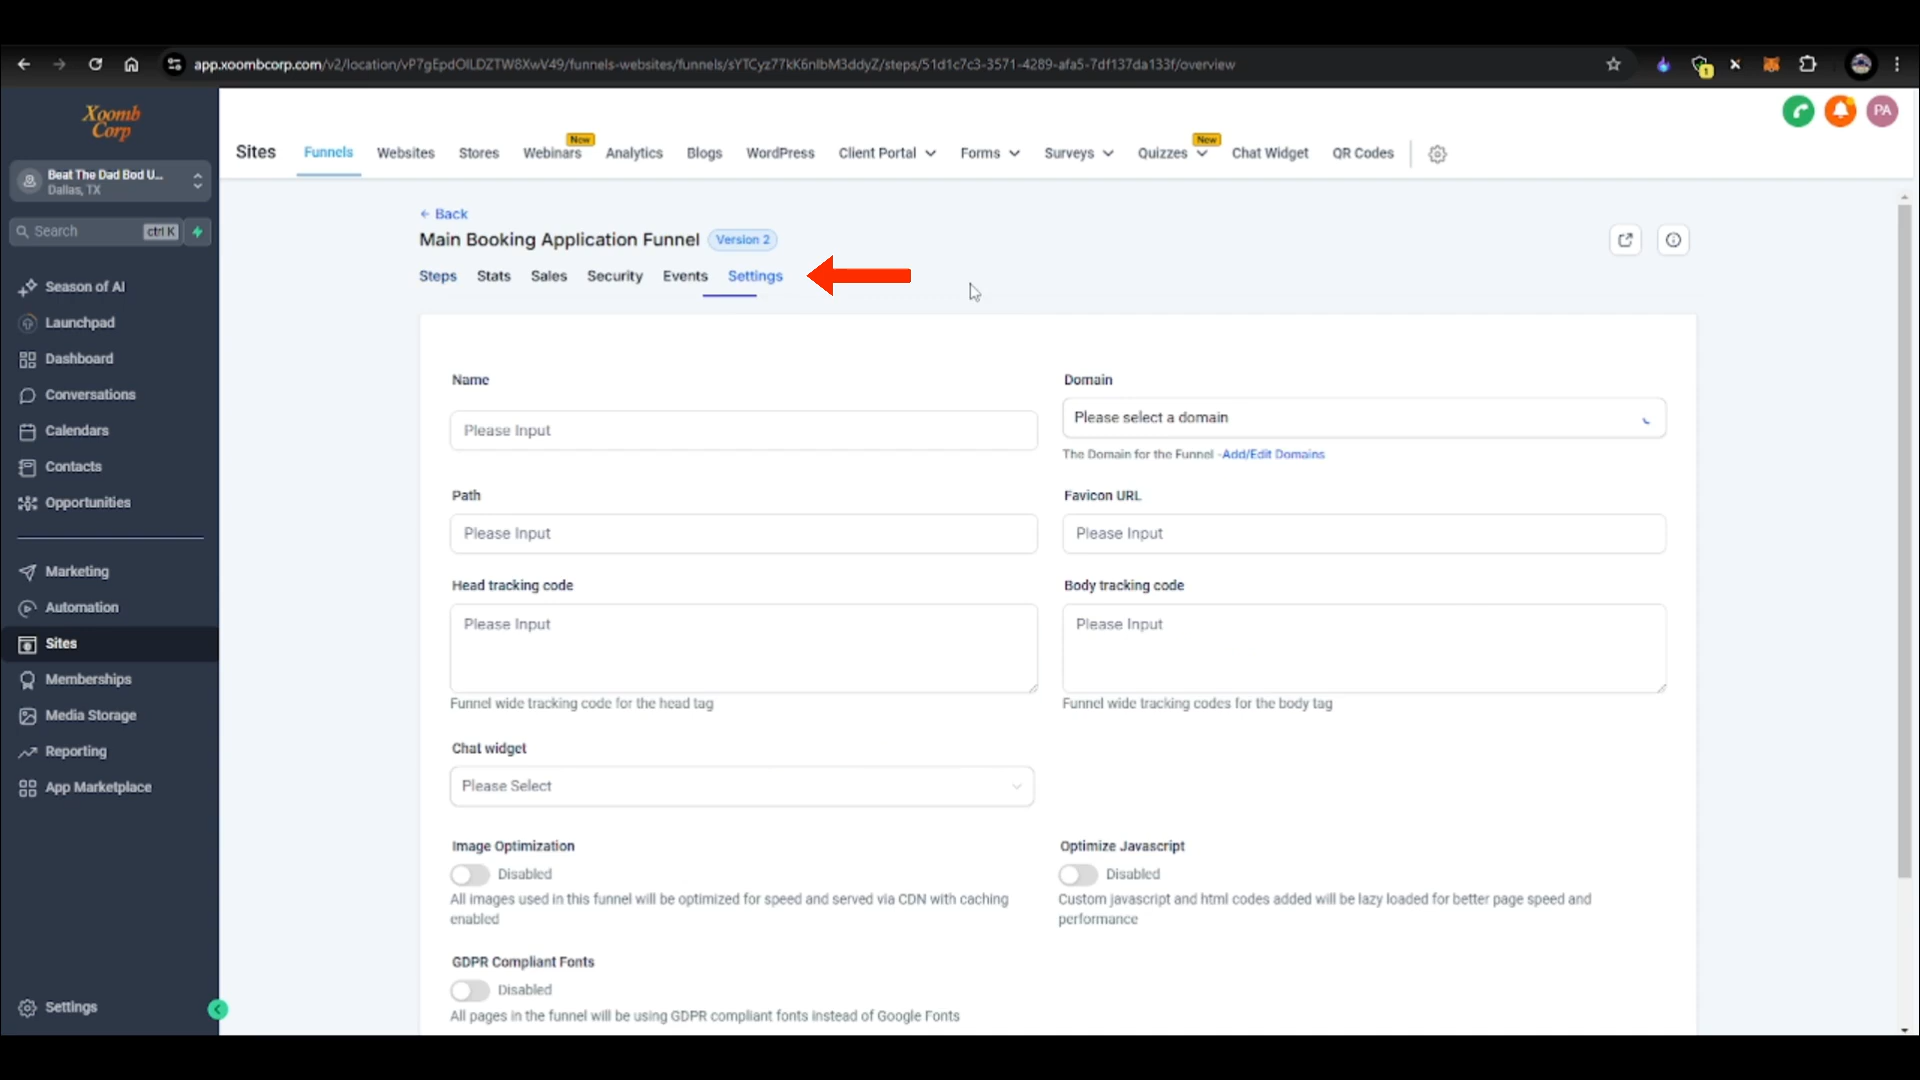 app.xoombcorp.com/v2/location/vP7gEpdOILDZTW8XwV49/funnels-websites/funnels/sYTCyz77kK6nIbM3ddyZ/steps/51d1c7c3-3571-4289-afa5-7df137da133f/overview
1
Xoomb
Corp
PA
Beat The Dad Bod U...
Dallas, TX
Search
ctrl K
Sites
Funnels
Websites
Stores
Webinars
New
Analytics
Blogs
WordPress
Client Portal
Forms
Surveys
Quizzes
New
Chat Widget
QR Codes
Season of AI
Launchpad
Dashboard
Conversations
Calendars
Contacts
Opportunities
Marketing
Automation
Sites
Memberships
Media Storage
Reporting
App Marketplace
Settings
Back
Main Booking Application Funnel
Version 2
Steps
Stats
Sales
Security
Events
Settings
Name
Please Input
Domain
Please select a domain
The Domain for the Funnel -Add/Edit Domains
Path
Please Input
Favicon URL
Please Input
Head tracking code
Please Input
Funnel wide tracking code for the head tag
Body tracking code
Please Input
Funnel wide tracking codes for the body tag
Chat widget
Please Select
Image Optimization
Disabled
All images used in this funnel will be optimized for speed and served via CDN with caching
enabled
Optimize Javascript
Disabled
Custom javascript and html codes added will be lazy loaded for better page speed and
performance
GDPR Compliant Fonts
Disabled
All pages in the funnel will be using GDPR compliant fonts instead of Google Fonts